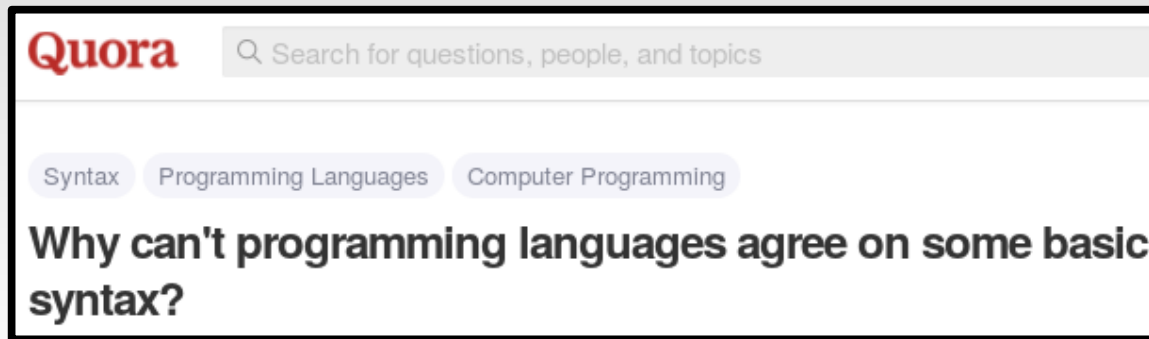 Quora
Search for questions, people, and topics
Syntax Programming Languages Computer Programming
Why can't programming languages agree on some basic
syntax?